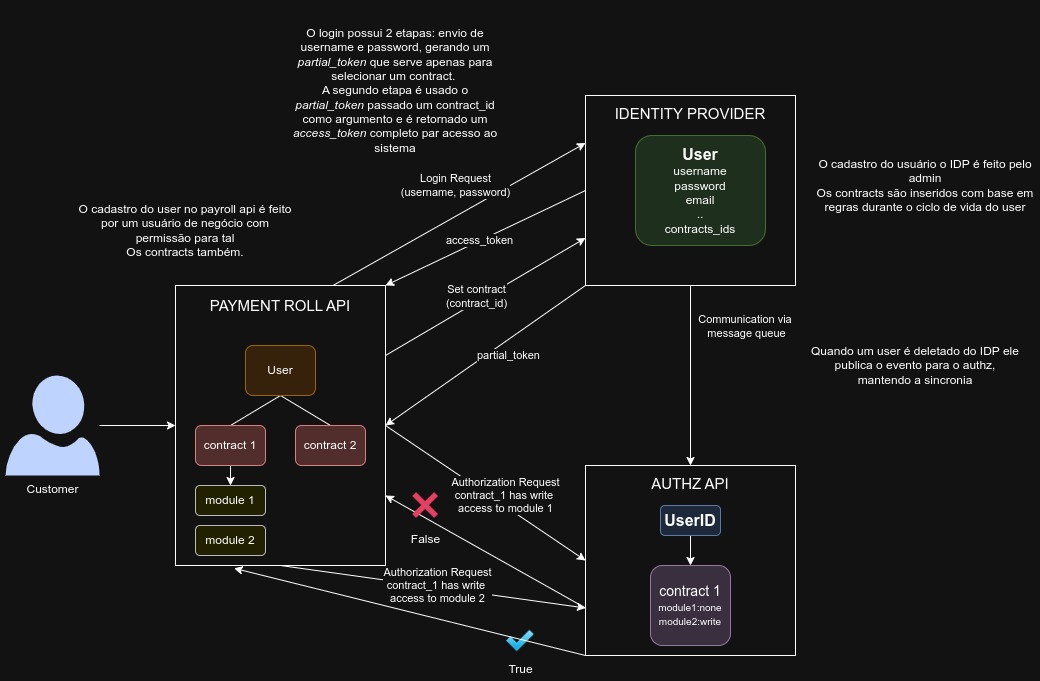 O login possui 2 etapas: envio de
username e password, gerando um
partial_token que serve apenas para
selecionar um contract.
A segundo etapa é usado o
partial_token passado um contract_id
como argumento e é retornado um
access_token completo par acesso ao
sistema
IDENTITY PROVIDER
User
username
password
email
..
contracts_ids
O cadastro do usuário o IDP é feito pelo
admin
Os contracts são inseridos com base em
regras durante o ciclo de vida do user
Login Request
(username, password)
O cadastro do user no payroll api é feito
por um usuário de negócio com
permissão para tal
Os contracts também.
access_token
Set contract
(contract_id)
partial_token
PAYMENT ROLL API
User
contract 1
contract 2
module 1
module 2
Customer
Communication via
message queue
Quando um user é deletado do IDP ele
publica o evento para o authz,
mantendo a sincronia
Authorization Request
contract_1 has write
access to module 1
False
Authorization Request
contract_1 has write
access to module 2
True
AUTHZ API
UserID
contract 1
module1:none
module2:write